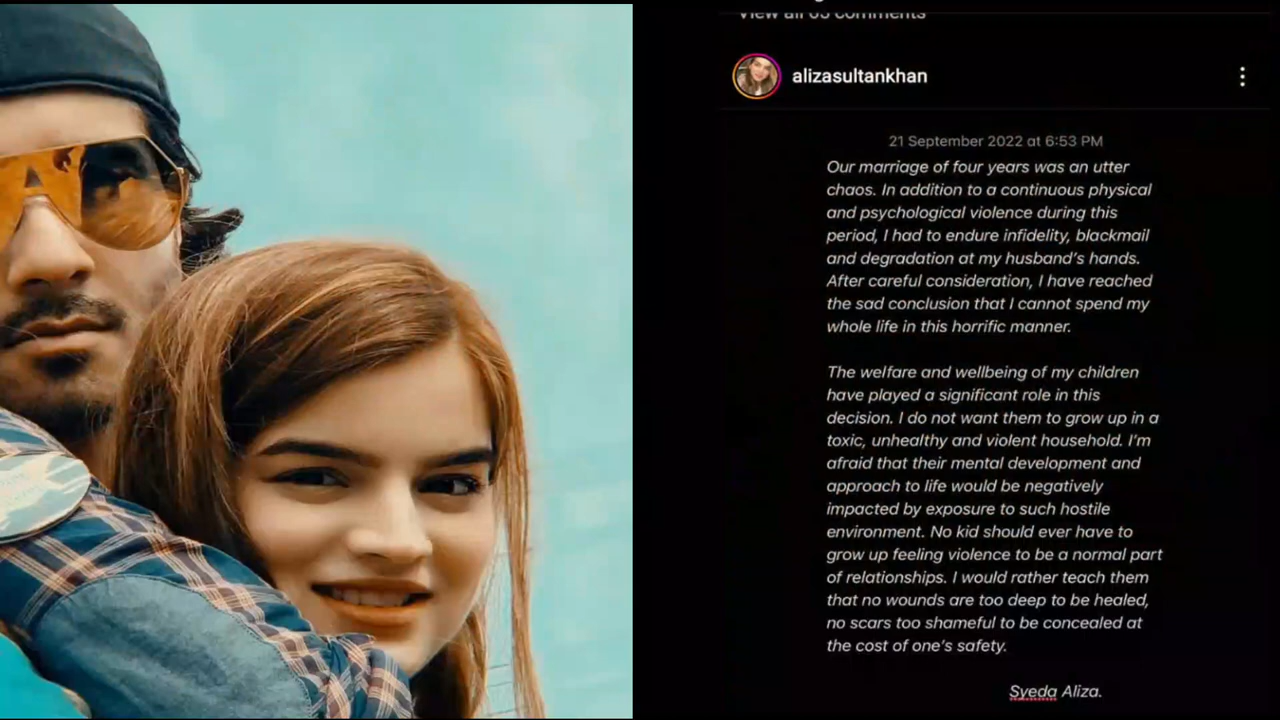 View all 63 comments
alizasultankhan
21 September 2022 at 6:53 PM
Our marriage of four years was an utter
chaos. In addition to a continuous physical
and psychological violence during this
period, I had to endure infidelity, blackmail
and degradation at my husband's hands.
After careful consideration, I have reached
the sad conclusion that I cannot spend my
whole life in this horrific manner.
The welfare and wellbeing of my children
have played a significant role in this
decision. I do not want them to grow up in a
toxic, unhealthy and violent household. I'm
afraid that their mental development and
approach to life would be negatively
impacted by exposure to such hostile
environment. No kid should ever have to
grow up feeling violence to be a normal part
of relationships. I would rather teach them
that no wounds are too deep to be healed,
no scars too shameful to be concealed at
the cost of one's safety.
Syeda Aliza.